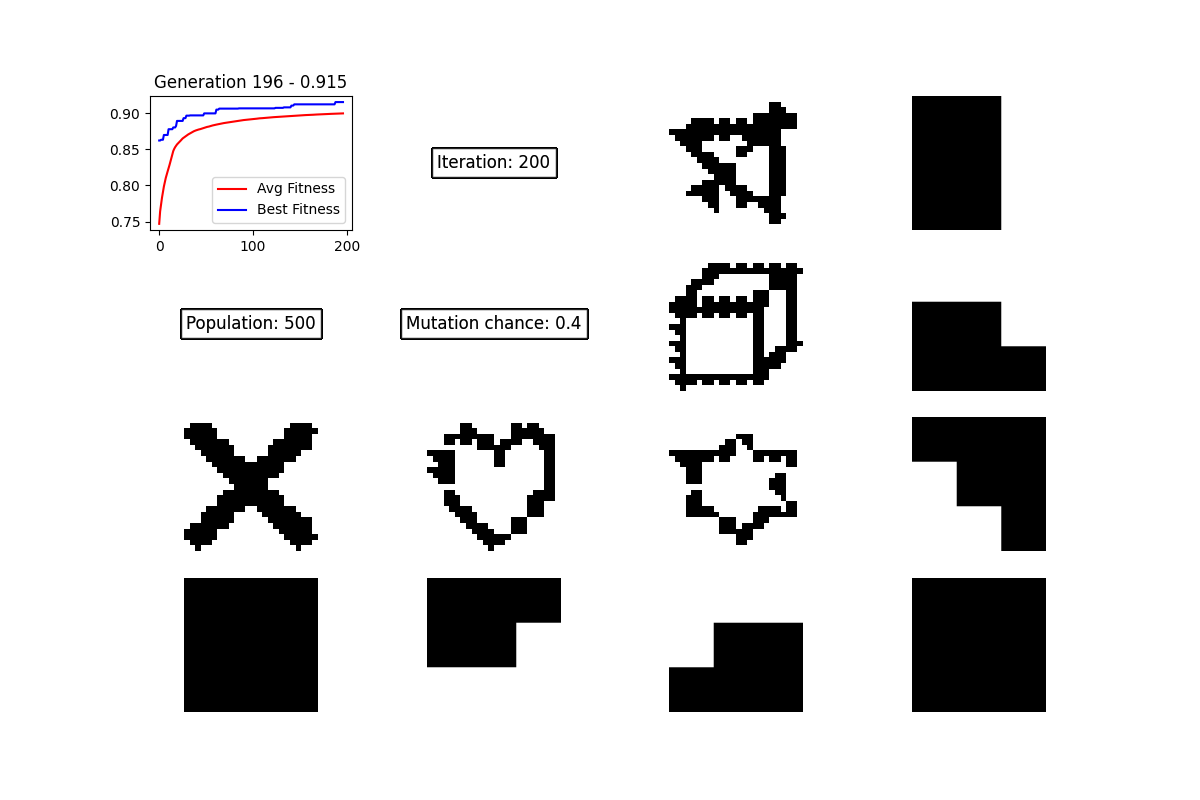 Generation 196 - 0.915
0.90
0.85
0.80
0.75
Avg Fitness
Best Fitness
0 100 200
Iteration: 200
Population: 500
Mutation chance: 0.4